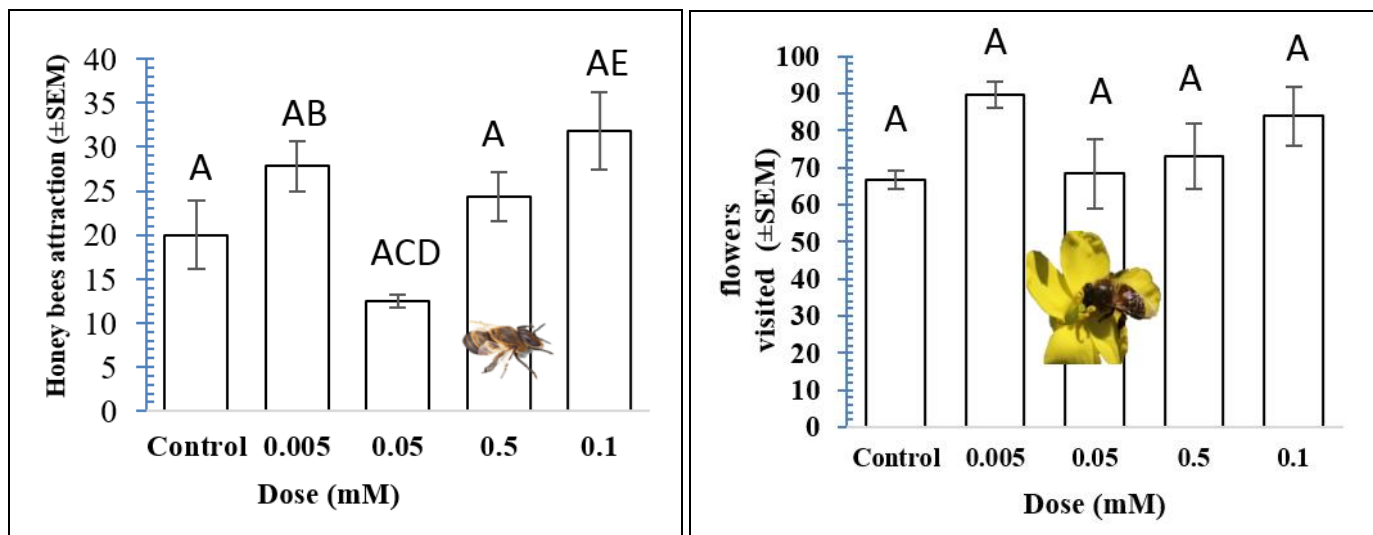 Honey bees attraction (±SEM)
40
35
30
25
20
15
10
5
0
A
AB
ACD
A
AE
Control 0.005 0.05 0.5 0.1
Dose (mM)
flowers
visited (±SEM)
100
90
80
70
60
50
40
30
20
10
0
A
A
A
A
A
Control 0.005 0.05 0.5 0.1
Dose (mM)